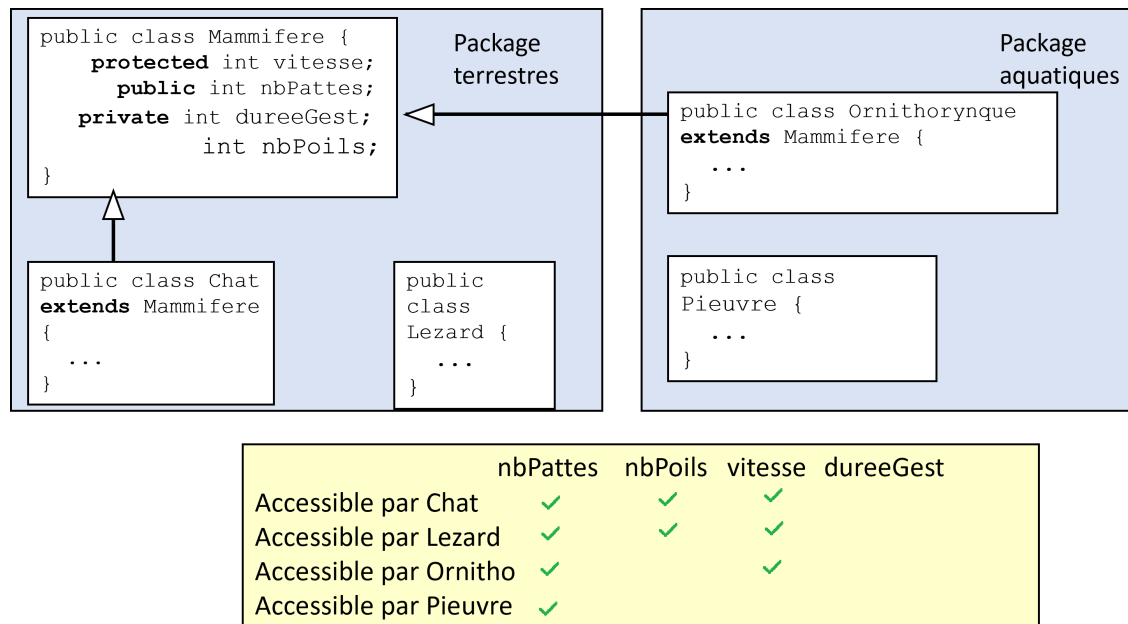 public class Mammifere {
protected int vitesse;
public int nbPattes;
private int dureeGest;
int nbPoils;
}
Package
terrestres
public class Chat
extends Mammifere
{
...
}
public
class
Lezard {
...
}
Package
aquatiques
public class Ornithorynque
extends Mammifere {
...
}
public class
Pieuvre {
...
}
nbPattes nbPoils vitesse dureeGest
Accessible par Chat ✓ ✓ ✓
Accessible par Lezard ✓ ✓ ✓
Accessible par Ornitho ✓ ✓
Accessible par Pieuvre ✓